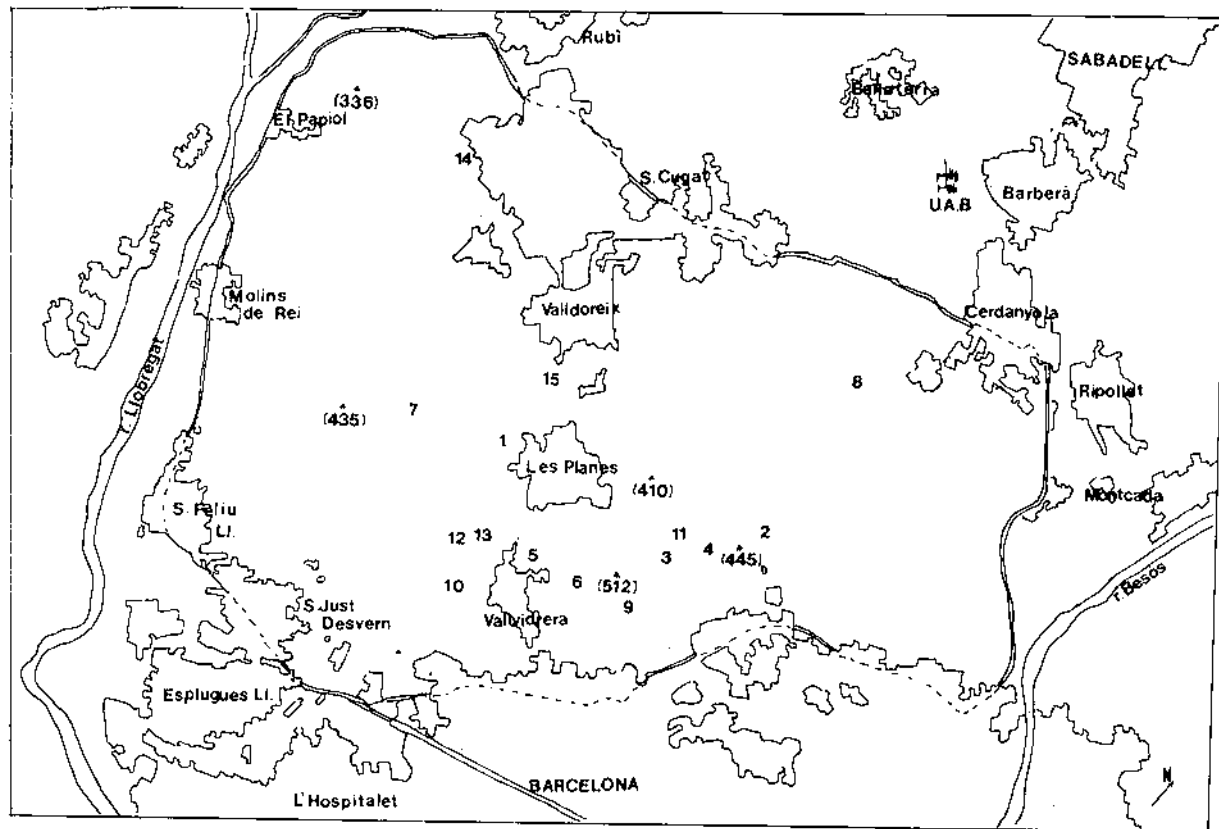 Rubì
SABADELL
Bellaterra
(336)
El Papiol
14
S.Cugat
U.A.B
Barberà
Molins
de Rei
Valldoreix
Cerdanyola
r. Llobregat
15
8
Ripollet
(435)
7
1
Les Planes
(410)
Montcada
S. Feliu
Ll.
12
13
5
11
2
3
4
(445)
10
6
(512)
9
r.Besòs
S.Just
Desvern
Vallvidrera
Esplugues Ll.
BARCELONA
L'Hospitalet
N